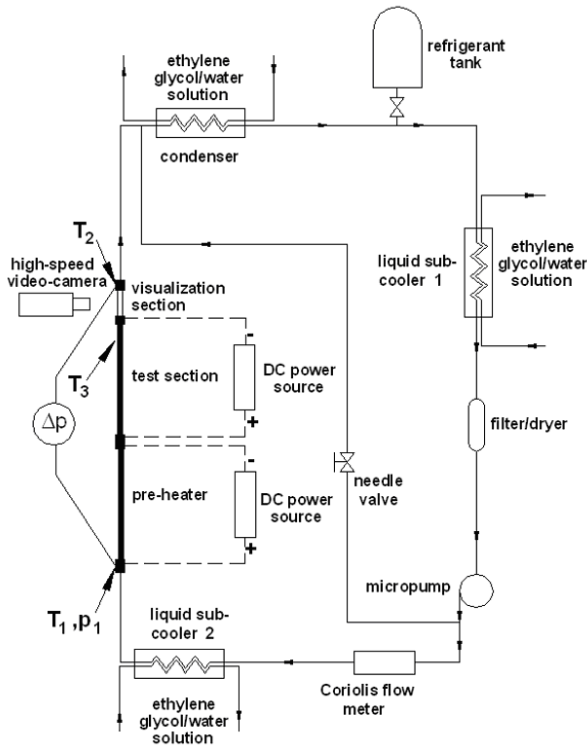 ethylene
glycol/water
solution
refrigerant
tank
condenser
T2
high-speed
video-camera
visualization
section
liquid sub-
cooler 1
ethylene
glycol/water
solution
-
T3
test section
DC power
source
+
Δp
filter/dryer
-
pre-heater
DC power
source
+
needle
valve
micropump
T1 ,p1
liquid sub-
cooler 2
Coriolis flow
meter
ethylene
glycol/water
solution